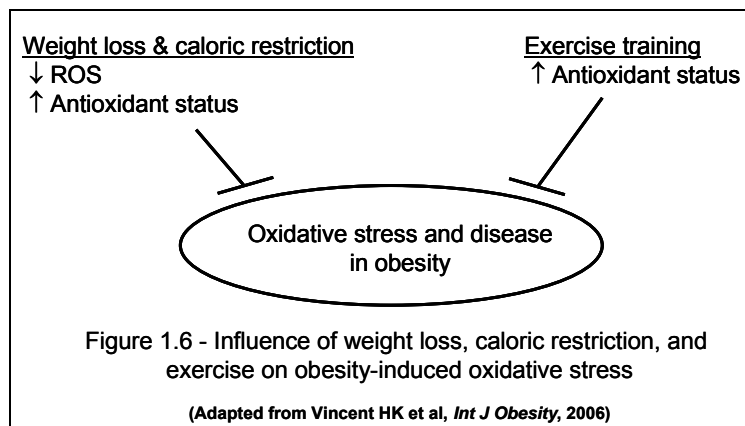 Weight loss & caloric restriction
↓ ROS
↑ Antioxidant status
Exercise training
↑ Antioxidant status
Oxidative stress and disease
in obesity
Figure 1.6 - Influence of weight loss, caloric restriction, and
exercise on obesity-induced oxidative stress
(Adapted from Vincent HK et al, Int J Obesity, 2006)